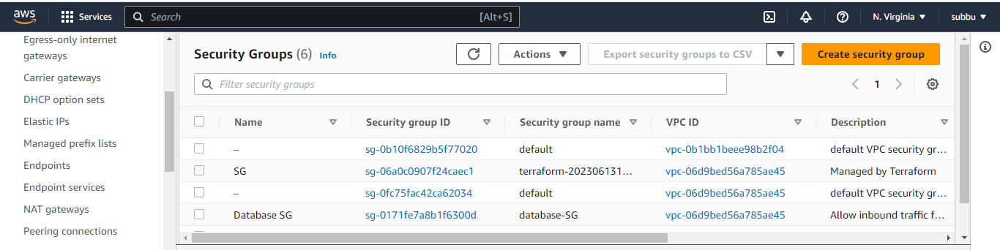 aws Services Search [Alt+S] N. Virginia subbu
Egress-only internet
gateways
Carrier gateways
DHCP option sets
Elastic IPs
Managed prefix lists
Endpoints
Endpoint services
NAT gateways
Peering connections
Security Groups (6) Info Actions Export security groups to CSV Create security group
Filter security groups 1
Name Security group ID Security group name VPC ID Description
– sg-0b10f6829b5f77020 default vpc-0b1bb1beee98b2f04 default VPC security gr...
SG sg-06a0c0907f24caec1 terraform-202306131... vpc-06d9bed56a785ae45 Managed by Terraform
– sg-0fc75fac42ca62034 default vpc-06d9bed56a785ae45 default VPC security gr...
Database SG sg-0171fe7a8b1f6300d database-SG vpc-06d9bed56a785ae45 Allow inbound traffic f...